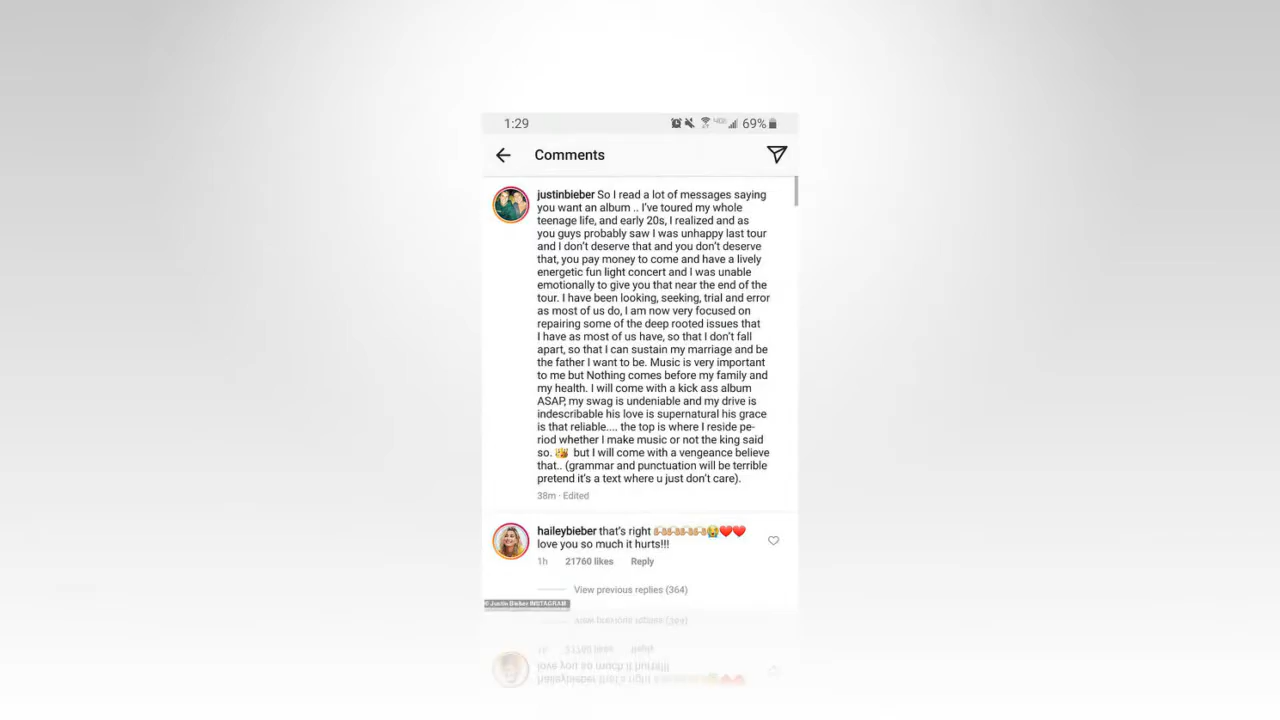 1:29 69%
Comments
justinbieber So I read a lot of messages saying
you want an album .. I've toured my whole
teenage life, and early 20s, I realized and as
you guys probably saw I was unhappy last tour
and I don't deserve that and you don't deserve
that, you pay money to come and have a lively
energetic fun light concert and I was unable
emotionally to give you that near the end of the
tour. I have been looking, seeking, trial and error
as most of us do, I am now very focused on
repairing some of the deep rooted issues that
I have as most of us have, so that I don't fall
apart, so that I can sustain my marriage and be
the father I want to be. Music is very important
to me but Nothing comes before my family and
my health. I will come with a kick ass album
ASAP, my swag is undeniable and my drive is
indescribable his love is supernatural his grace
is that reliable.... the top is where I reside pe-
riod whether I make music or not the king said
so. but I will come with a vengeance believe
that.. (grammar and punctuation will be terrible
pretend it's a text where u just don't care).
38m · Edited
haileybieber that's right 🙌🏼🙌🏼🙌🏼🙌🏼😭❤️❤️
love you so much it hurts!!!
1h 21760 likes Reply
View previous replies (364)
© Justin Bieber INSTAGRAM